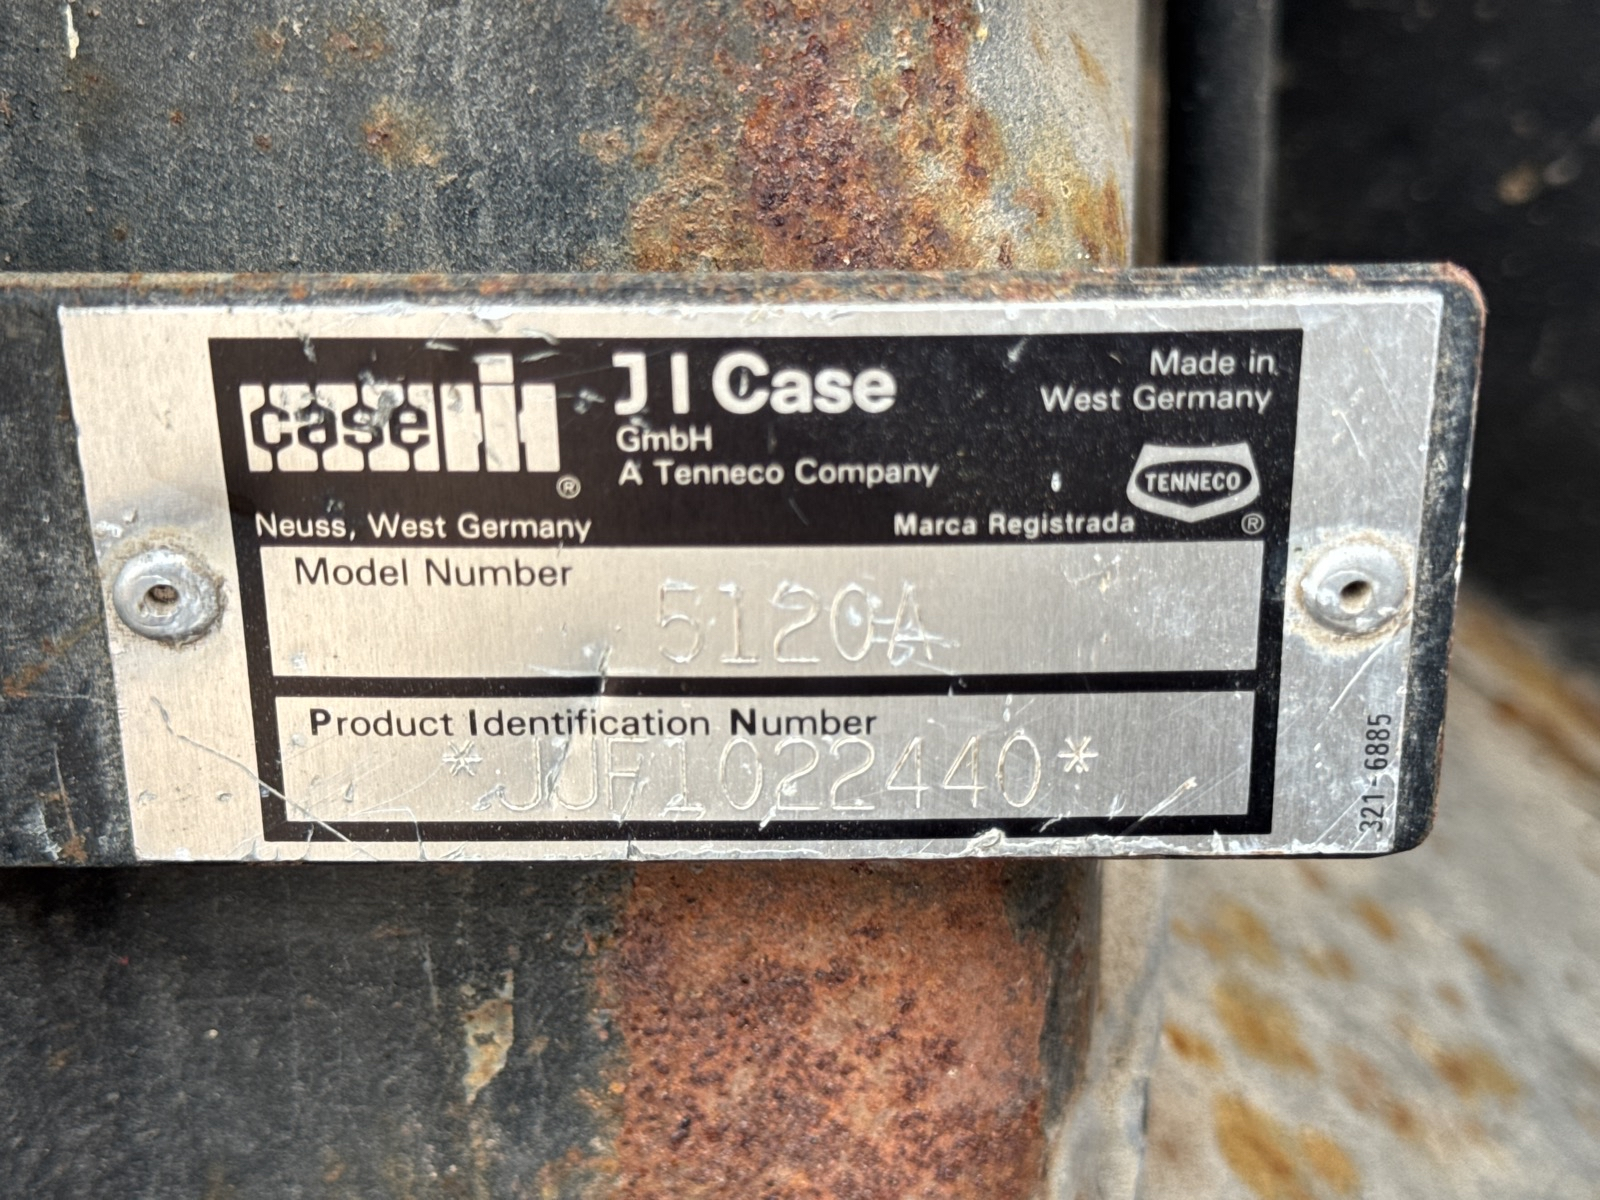 case IH ®
J I Case
GmbH
A Tenneco Company
Made in
West Germany
TENNECO
®
Neuss, West Germany
Marca Registrada
Model Number
5120A
Product Identification Number
*JJF1022440*
321-6885